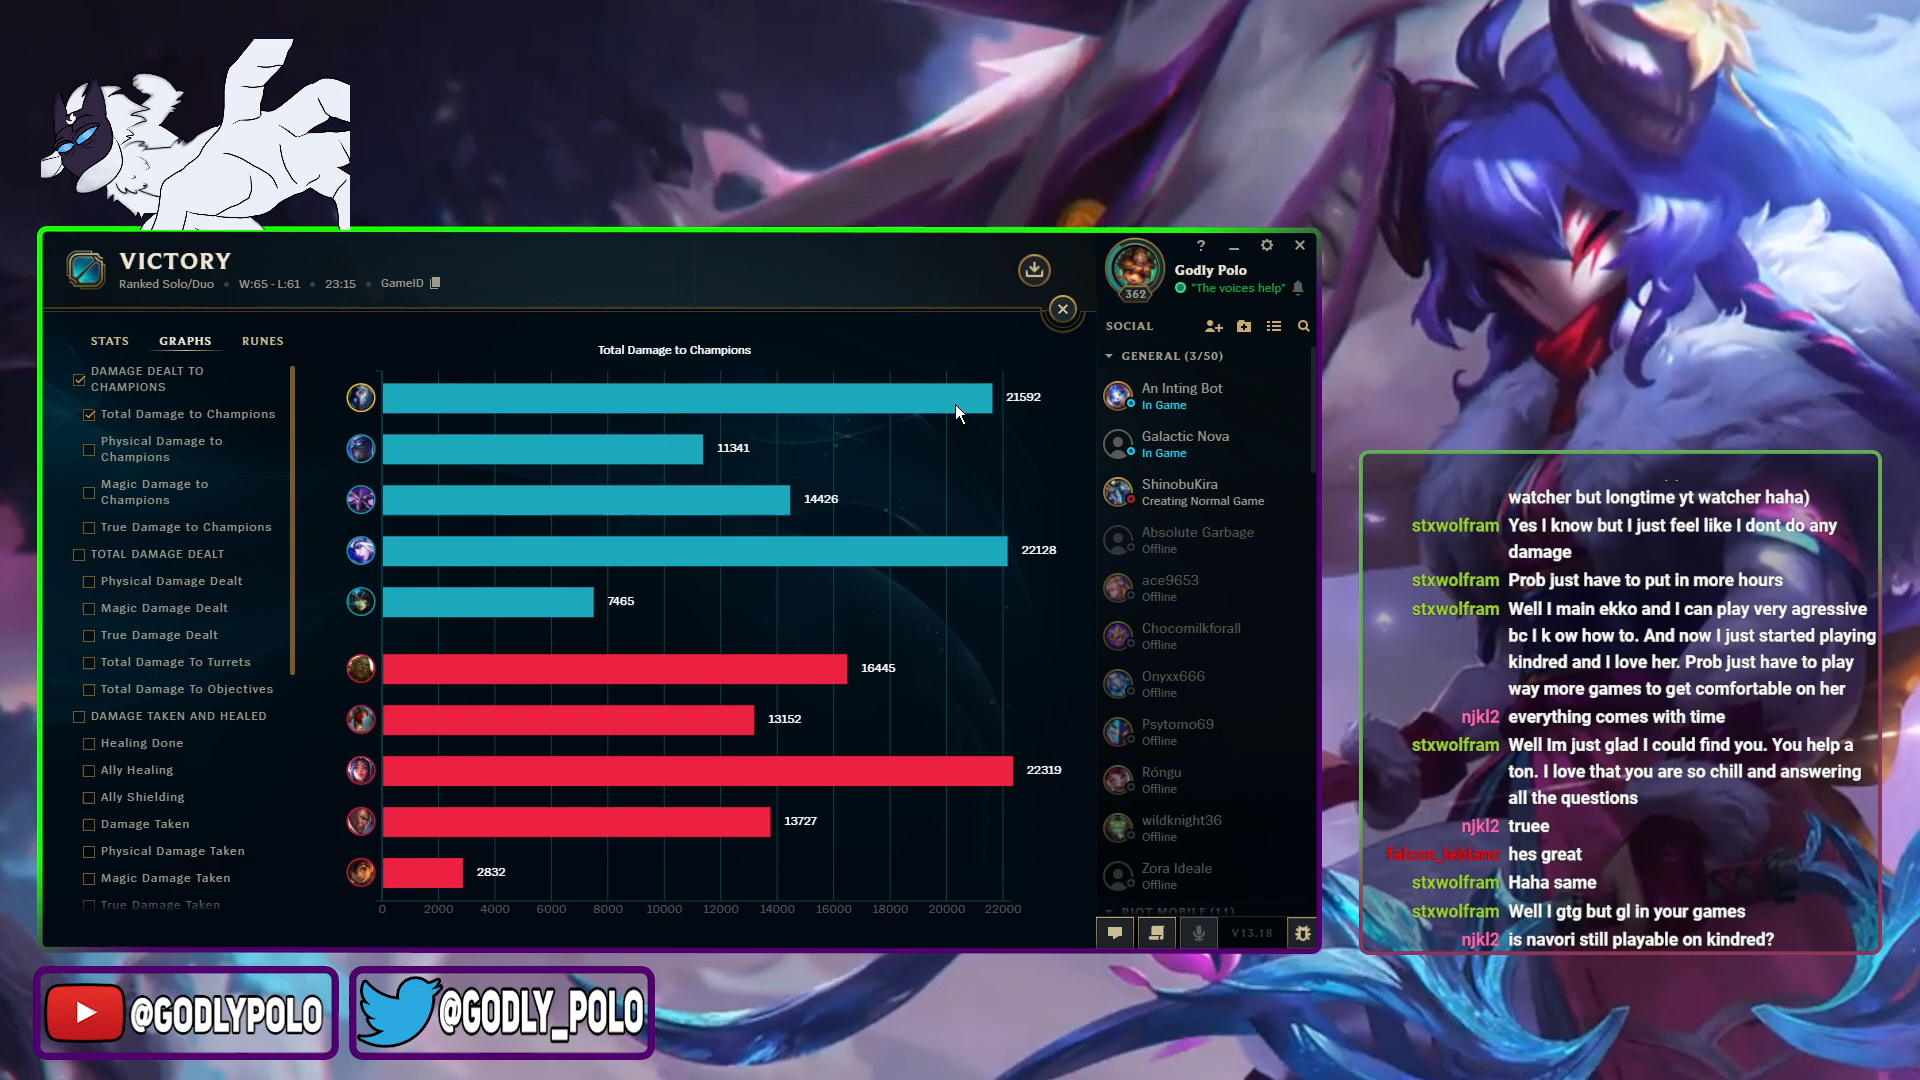 VICTORY
Ranked Solo/Duo • W:65 - L:61 • 23:15 • GameID
STATS GRAPHS RUNES
DAMAGE DEALT TO
CHAMPIONS
Total Damage to Champions
Physical Damage to
Champions
Magic Damage to
Champions
True Damage to Champions
TOTAL DAMAGE DEALT
Physical Damage Dealt
Magic Damage Dealt
True Damage Dealt
Total Damage To Turrets
Total Damage To Objectives
DAMAGE TAKEN AND HEALED
Healing Done
Ally Healing
Ally Shielding
Damage Taken
Physical Damage Taken
Magic Damage Taken
True Damage Taken
Total Damage to Champions
21592
11341
14426
22128
7465
16445
13152
22319
13727
2832
0 2000 4000 6000 8000 10000 12000 14000 16000 18000 20000 22000
?
362
Godly Polo
"The voices help"
SOCIAL
GENERAL (3/50)
An Inting Bot
In Game
Galactic Nova
In Game
ShinobuKira
Creating Normal Game
Absolute Garbage
Offline
ace9653
Offline
Chocomilkforall
Offline
Onyxx666
Offline
Psytomo69
Offline
Róngu
Offline
wildknight36
Offline
Zora Ideale
Offline
RIOT MOBILE (11)
V13.18
watcher but longtime yt watcher haha)
stxwolfram Yes I know but I just feel like I dont do any
damage
stxwolfram Prob just have to put in more hours
stxwolfram Well I main ekko and I can play very agressive
bc I k ow how to. And now I just started playing
kindred and I love her. Prob just have to play
way more games to get comfortable on her
njkl2 everything comes with time
stxwolfram Well Im just glad I could find you. You help a
ton. I love that you are so chill and answering
all the questions
njkl2 truee
falcon_leblanc hes great
stxwolfram Haha same
stxwolfram Well I gtg but gl in your games
njkl2 is navori still playable on kindred?
@GODLYPOLO
@GODLY_POLO